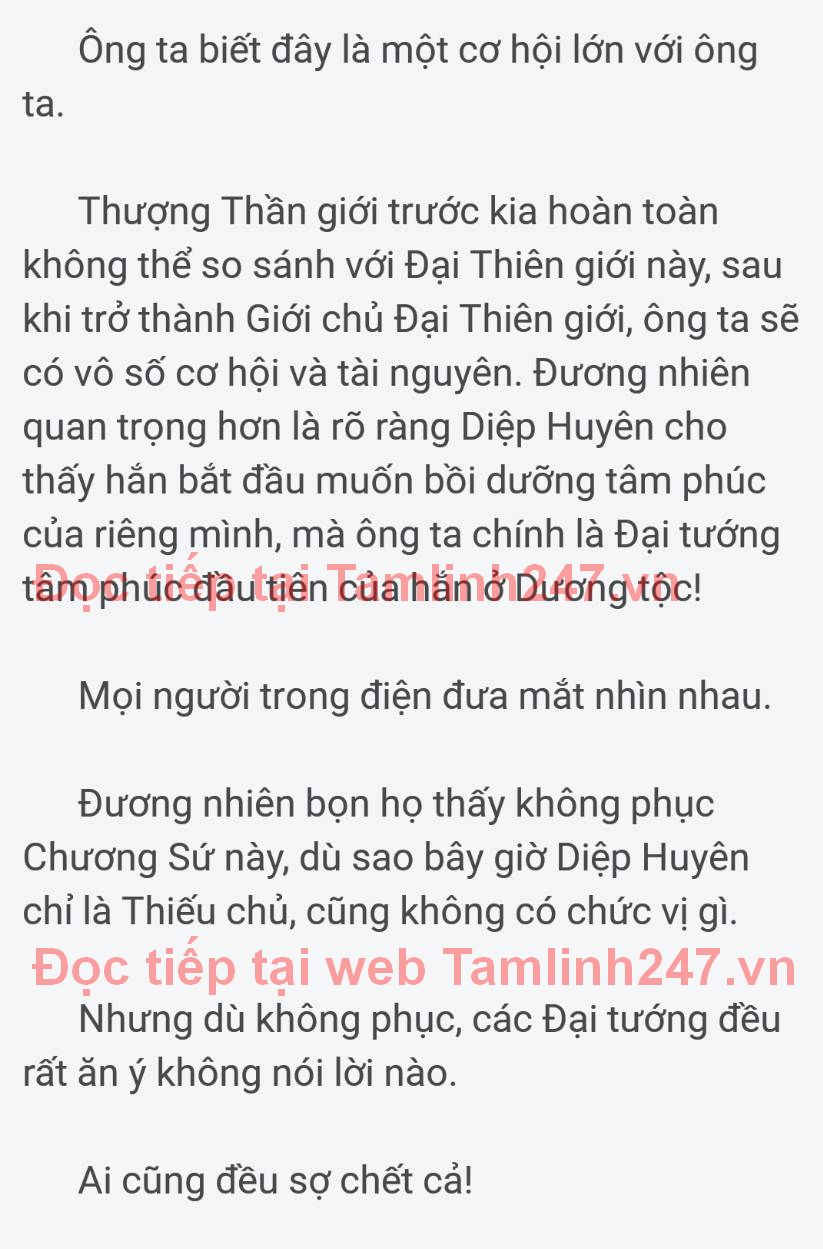 Ông ta biết đây là một cơ hội lớn với ông
ta.
Thượng Thần giới trước kia hoàn toàn
không thể so sánh với Đại Thiên giới này, sau
khi trở thành Giới chủ Đại Thiên giới, ông ta sẽ
có vô số cơ hội và tài nguyên. Đương nhiên
quan trọng hơn là rõ ràng Diệp Huyên cho
thấy hắn bắt đầu muốn bồi dưỡng tâm phúc
của riêng mình, mà ông ta chính là Đại tướng
tâm phúc đầu tiên của hắn ở Dương tộc!
Đọc tiếp tại Tamlinh247.vn
Mọi người trong điện đưa mắt nhìn nhau.
Đương nhiên bọn họ thấy không phục
Chương Sứ này, dù sao bây giờ Diệp Huyên
chỉ là Thiếu chủ, cũng không có chức vị gì.
Đọc tiếp tại web Tamlinh247.vn
Nhưng dù không phục, các Đại tướng đều
rất ăn ý không nói lời nào.
Ai cũng đều sợ chết cả!